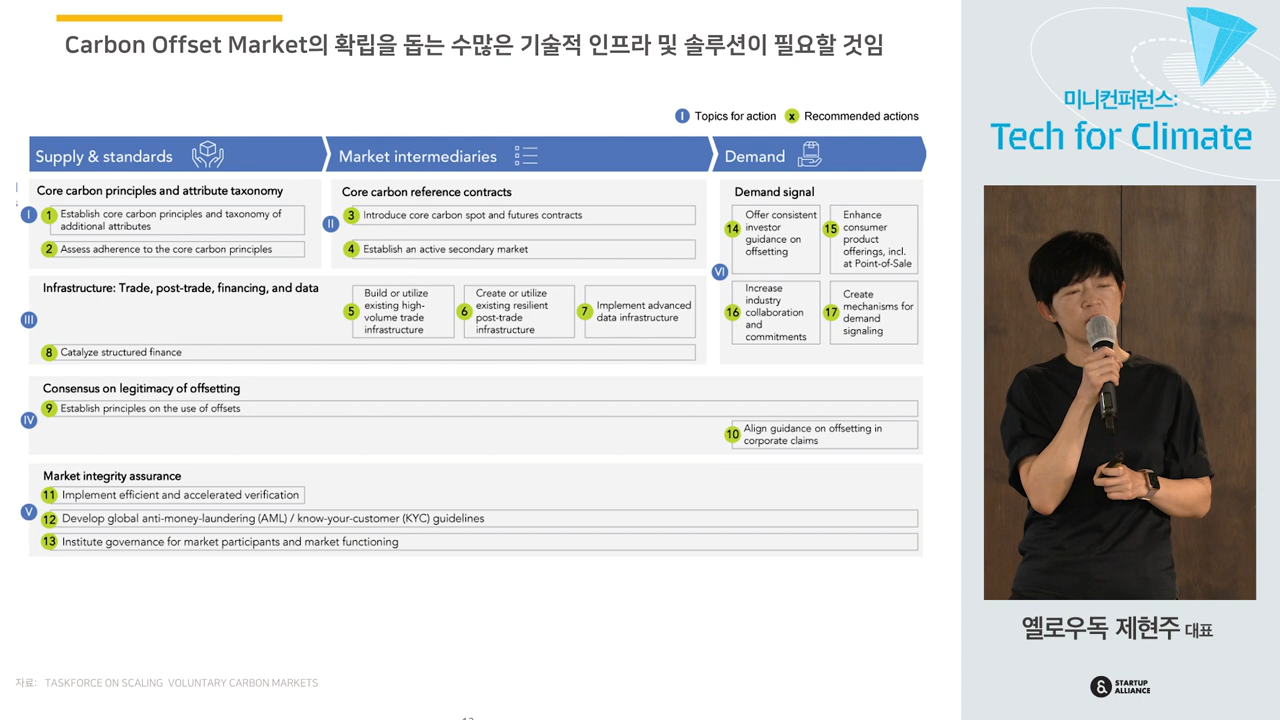 Carbon Offset Market의 확립을 돕는 수많은 기술적 인프라 및 솔루션이 필요할 것임
I Topics for action x Recommended actions
Supply & standards
Market intermediaries
Demand
Core carbon principles and attribute taxonomy
I
1 Establish core carbon principles and taxonomy of
additional attributes
2 Assess adherence to the core carbon principles
Core carbon reference contracts
II
3 Introduce core carbon spot and futures contracts
4 Establish an active secondary market
Demand signal
VI
14 Offer consistent
investor
guidance on
offsetting
15 Enhance
consumer
product
offerings, incl.
at Point-of-Sale
16 Increase
industry
collaboration
and
commitments
17 Create
mechanisms for
demand
signaling
Infrastructure: Trade, post-trade, financing, and data
III
5 Build or utilize
existing high-
volume trade
infrastructure
6 Create or utilize
existing resilient
post-trade
infrastructure
7 Implement advanced
data infrastructure
8 Catalyze structured finance
Consensus on legitimacy of offsetting
IV
9 Establish principles on the use of offsets
10 Align guidance on offsetting in
corporate claims
Market integrity assurance
V
11 Implement efficient and accelerated verification
12 Develop global anti-money-laundering (AML) / know-your-customer (KYC) guidelines
13 Institute governance for market participants and market functioning
자료: TASKFORCE ON SCALING VOLUNTARY CARBON MARKETS
미니컨퍼런스:
Tech for Climate
옐로우독 제현주 대표
STARTUP
ALLIANCE